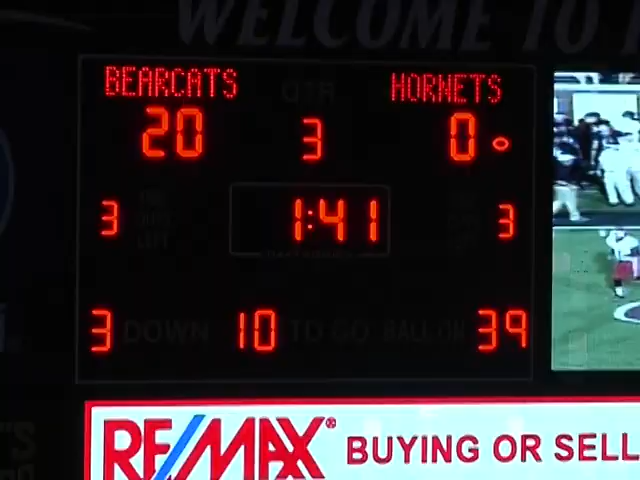 WELCOME TO
BEARCATS QTR HORNETS
20 3 0
3 1:41 3
3 DOWN 10 TO GO BALL ON 39
RE/MAX® BUYING OR SELL